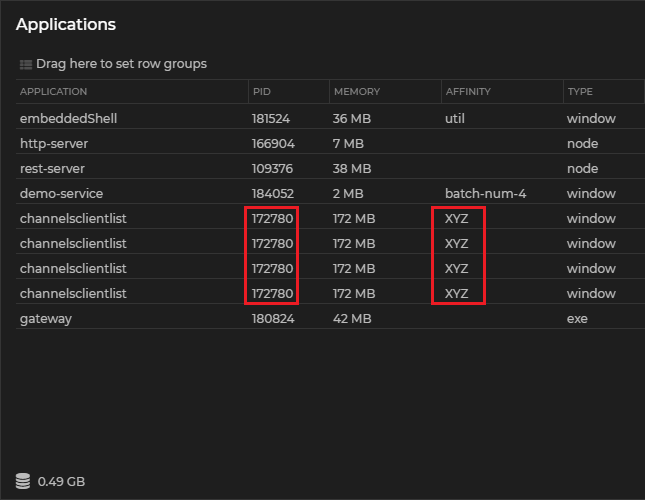 Applications
Drag here to set row groups
APPLICATION PID MEMORY AFFINITY TYPE
embeddedShell 181524 36 MB util window
http-server 166904 7 MB node
rest-server 109376 38 MB node
demo-service 184052 2 MB batch-num-4 window
channelsclientlist 172780 172 MB XYZ window
channelsclientlist 172780 172 MB XYZ window
channelsclientlist 172780 172 MB XYZ window
channelsclientlist 172780 172 MB XYZ window
gateway 180824 42 MB exe
0.49 GB